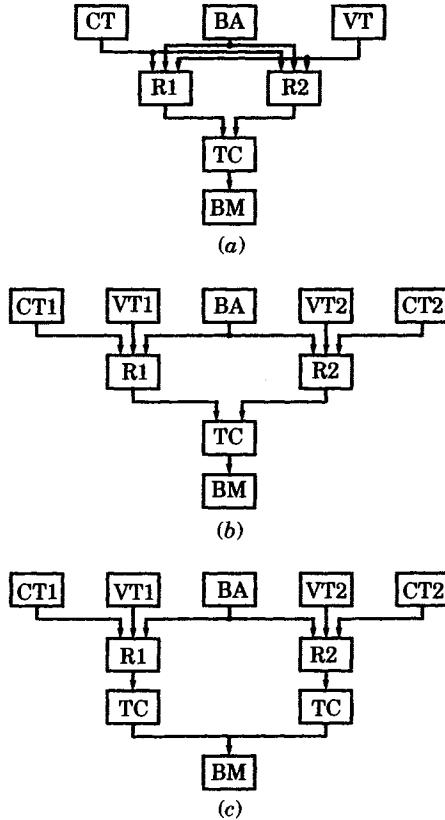 CT BA VT
R1 R2
TC
BM
(a)
CT1 VT1 BA VT2 CT2
R1 R2
TC
BM
(b)
CT1 VT1 BA VT2 CT2
R1 R2
TC TC
BM
(c)